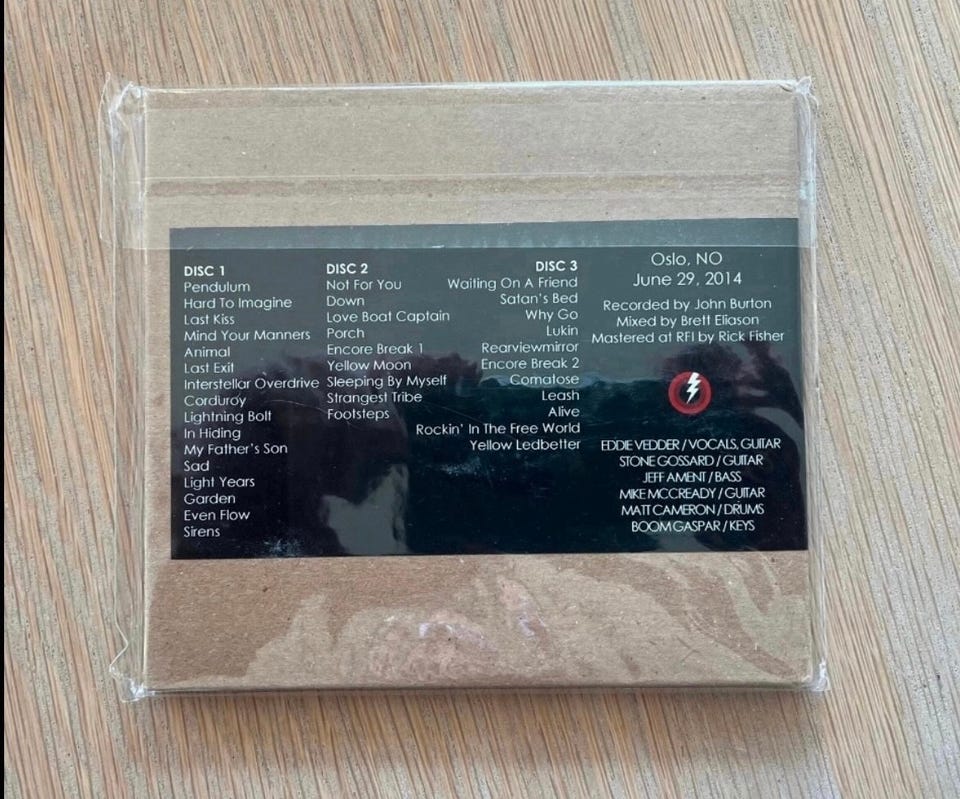 DISC 1
Pendulum
Hard To Imagine
Last Kiss
Mind Your Manners
Animal
Last Exit
Interstellar Overdrive
Corduroy
Lightning Bolt
In Hiding
My Father's Son
Sad
Light Years
Garden
Even Flow
Sirens
DISC 2
Not For You
Down
Love Boat Captain
Porch
Encore Break 1
Yellow Moon
Sleeping By Myself
Strangest Tribe
Footsteps
DISC 3
Waiting On A Friend
Satan's Bed
Why Go
Lukin
Rearviewmirror
Encore Break 2
Comatose
Leash
Alive
Rockin' In The Free World
Yellow Ledbetter
Oslo, NO
June 29, 2014
Recorded by John Burton
Mixed by Brett Eliason
Mastered at RFI by Rick Fisher
EDDIE VEDDER / VOCALS, GUITAR
STONE GOSSARD / GUITAR
JEFF AMENT / BASS
MIKE MCCREADY / GUITAR
MATT CAMERON / DRUMS
BOOM GASPAR / KEYS